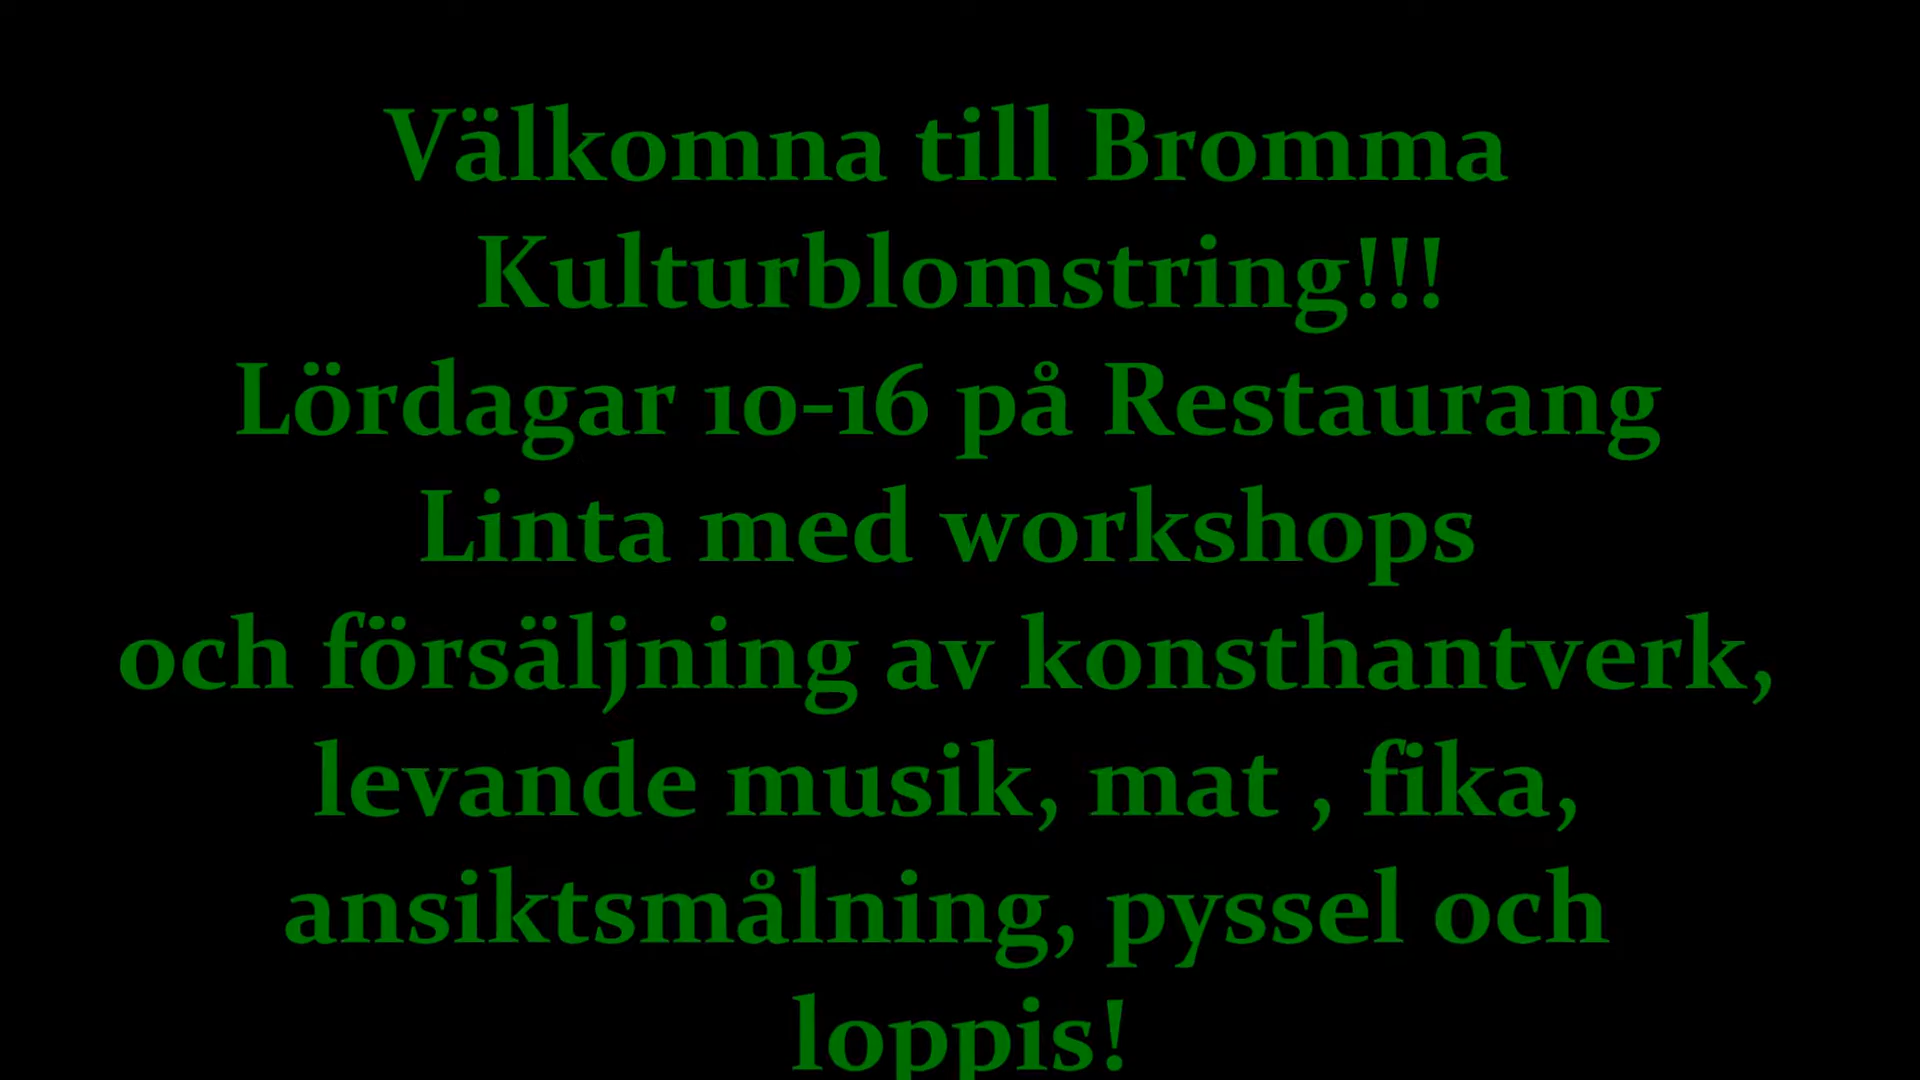 Välkomna till Bromma
Kulturblomstring!!!
Lördagar 10-16 på Restaurang
Linta med workshops
och försäljning av konsthantverk,
levande musik, mat , fika,
ansiktsmålning, pyssel och
loppis!